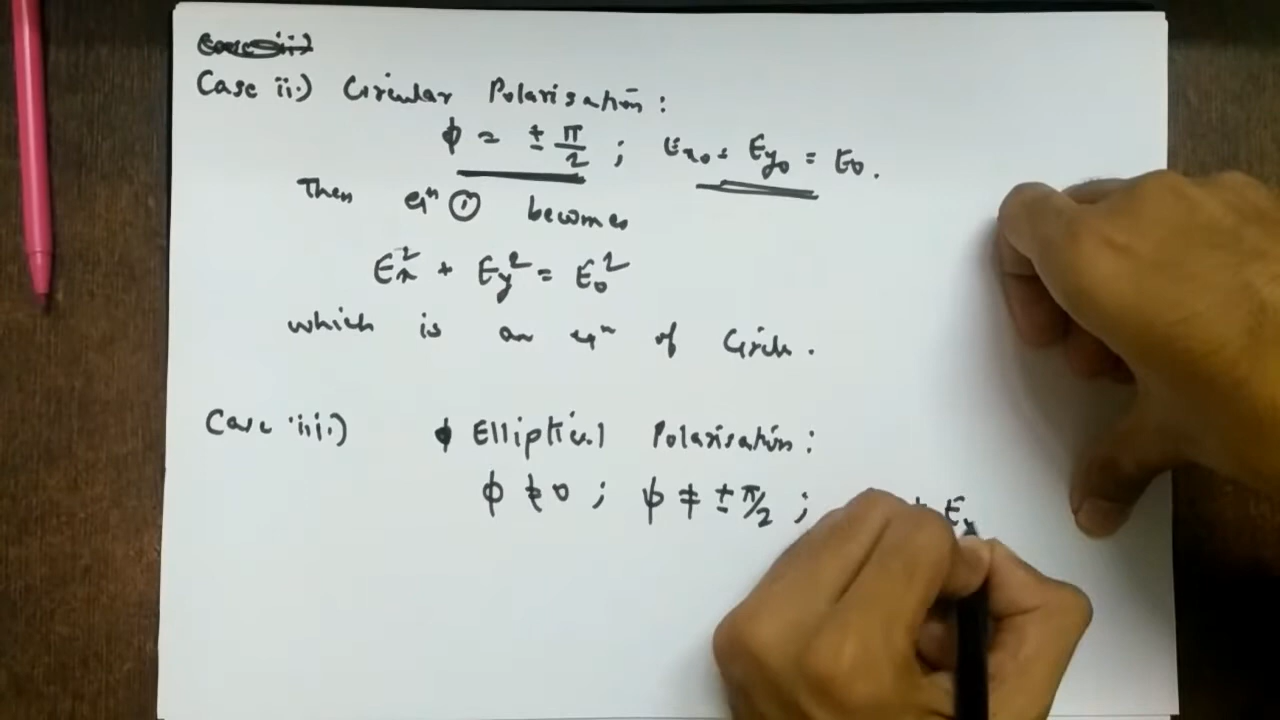 Case ii.) Circular Polarisation :
ϕ = ± π/2 ; Ex₀ = Ey₀ = E₀.
Then eqⁿ ① becomes
Ex² + Ey² = E₀²
which is an eqⁿ of Circle .
Case iii.) Elliptical Polarisation :
ϕ ≠ 0 ; ϕ ≠ ± π/2 ; ≠ Ey